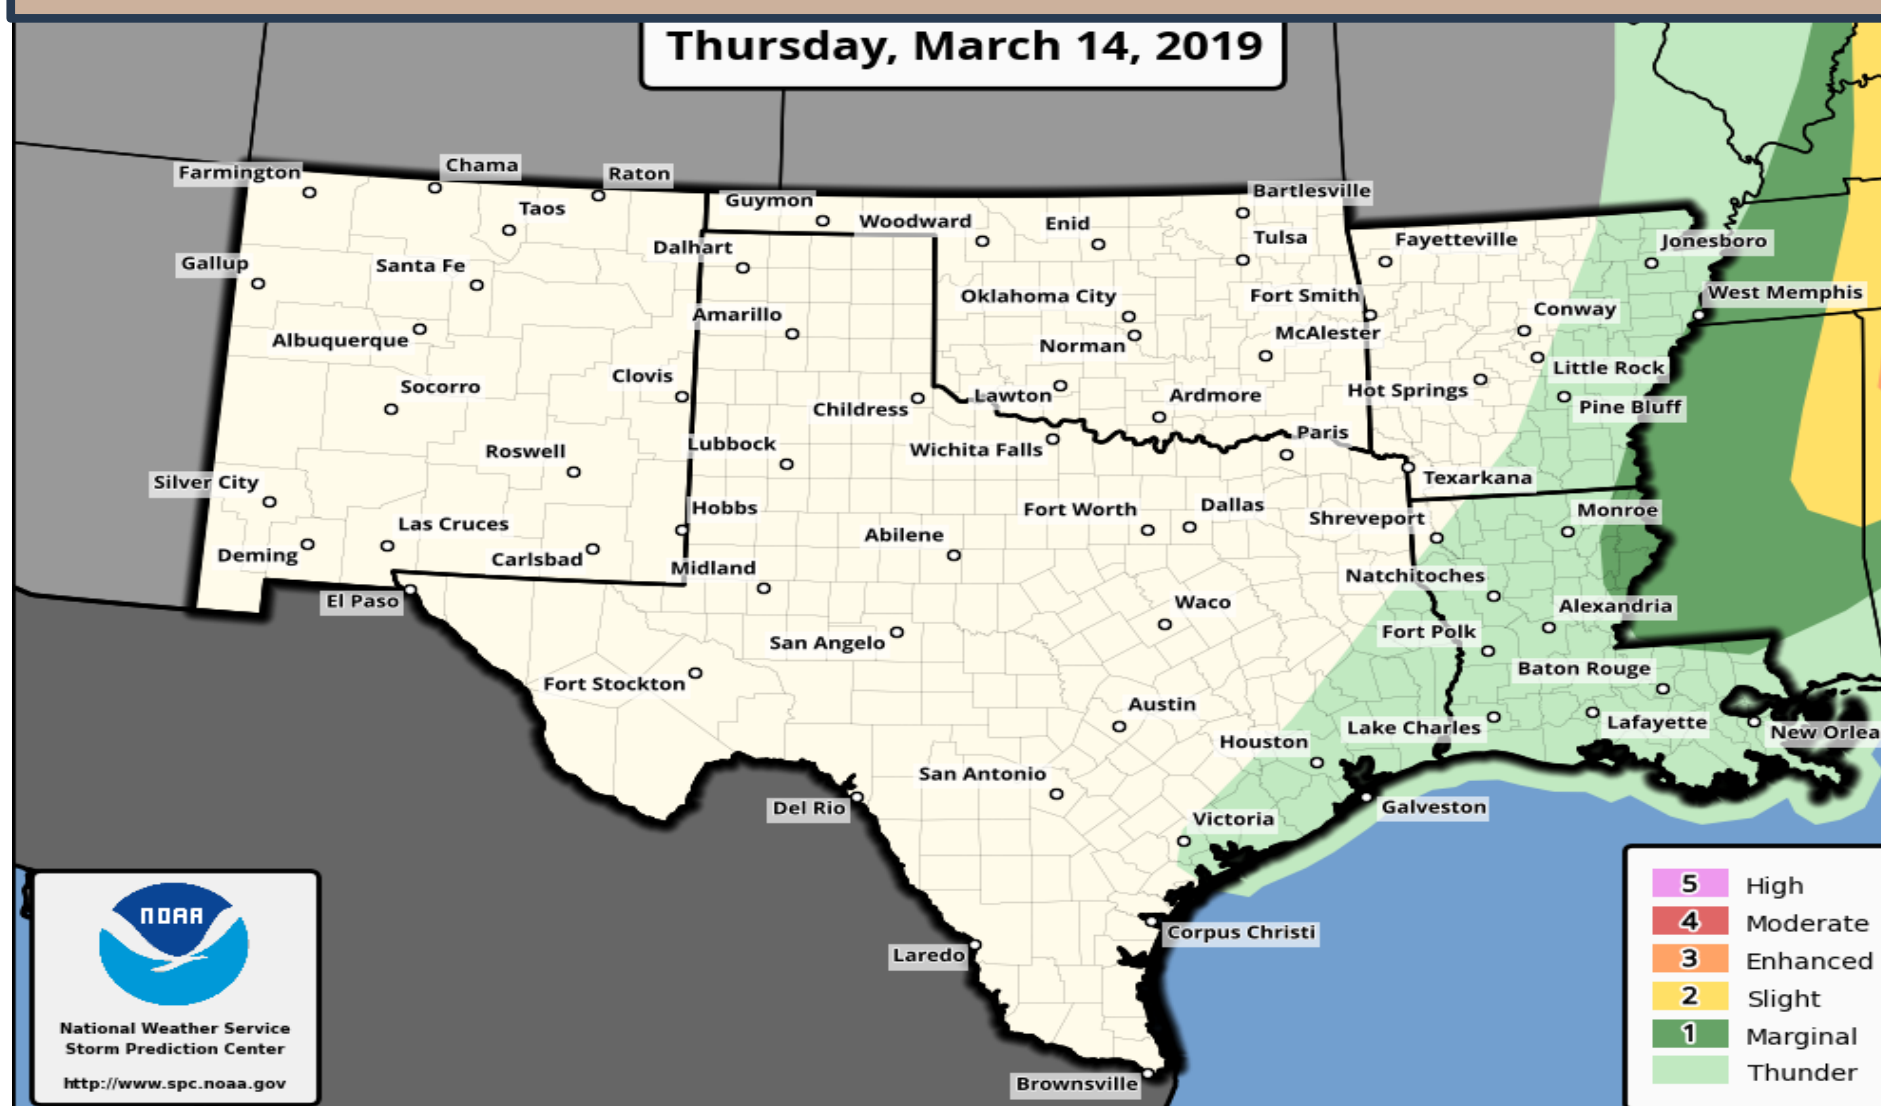 Thursday, March 14, 2019
Farmington
Chama
Raton
Taos
Guymon
Woodward
Enid
Bartlesville
Tulsa
Fayetteville
Jonesboro
Gallup
Santa Fe
Dalhart
Oklahoma City
Fort Smith
West Memphis
Albuquerque
Amarillo
Norman
McAlester
Conway
Little Rock
Socorro
Clovis
Childress
Lawton
Ardmore
Hot Springs
Pine Bluff
Roswell
Lubbock
Wichita Falls
Paris
Texarkana
Silver City
Las Cruces
Hobbs
Abilene
Fort Worth
Dallas
Shreveport
Monroe
Deming
Carlsbad
Midland
Natchitoches
El Paso
San Angelo
Waco
Alexandria
Fort Polk
Fort Stockton
Baton Rouge
Austin
Houston
Lake Charles
Lafayette
New Orlea
San Antonio
Del Rio
Victoria
Galveston
Corpus Christi
Laredo
Brownsville
NOAA
National Weather Service
Storm Prediction Center
http://www.spc.noaa.gov
5 High
4 Moderate
3 Enhanced
2 Slight
1 Marginal
Thunder